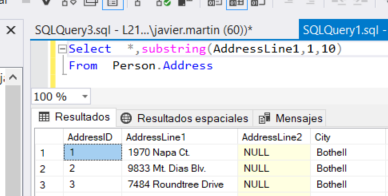 SQLQuery3.sql - L21...\javier.martin (60))*
SQLQuery1.sql -
Select *,substring(AddressLine1,1,10)
From Person.Address
100 %
Resultados
Resultados espaciales
Mensajes
AddressID AddressLine1 AddressLine2 City
1 1 1970 Napa Ct. NULL Bothell
2 2 9833 Mt. Dias Blv. NULL Bothell
3 3 7484 Roundtree Drive NULL Bothell